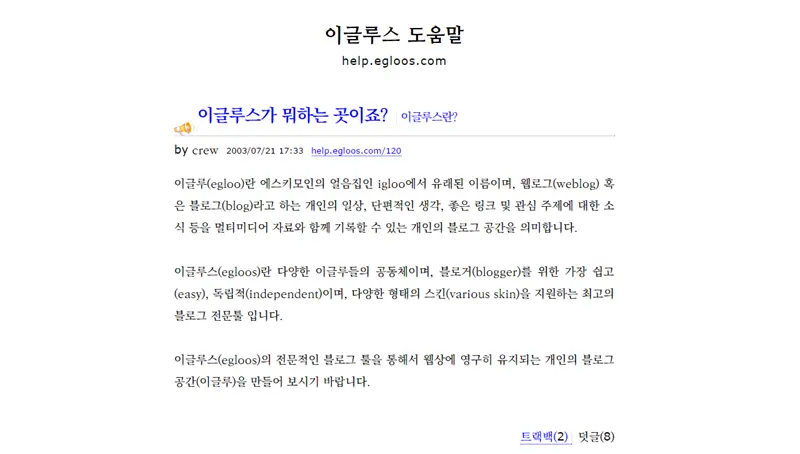 이글루스 도움말
help.egloos.com
이글루스가 뭐하는 곳이죠? 이글루스란?
by crew 2003/07/21 17:33 help.egloos.com/120
이글루(egloo)란 에스키모인의 얼음집인 igloo에서 유래된 이름이며, 웹로그(weblog) 혹
은 블로그(blog)라고 하는 개인의 일상, 단편적인 생각, 좋은 링크 및 관심 주제에 대한 소
식 등을 멀티미디어 자료와 함께 기록할 수 있는 개인의 블로그 공간을 의미합니다.
이글루스(egloos)란 다양한 이글루들의 공동체이며, 블로거(blogger)를 위한 가장 쉽고
(easy), 독립적(independent)이며, 다양한 형태의 스킨(various skin)을 지원하는 최고의
블로그 전문툴 입니다.
이글루스(egloos)의 전문적인 블로그 툴을 통해서 웹상에 영구히 유지되는 개인의 블로그
공간(이글루)을 만들어 보시기 바랍니다.
트랙백(2) 덧글(8)